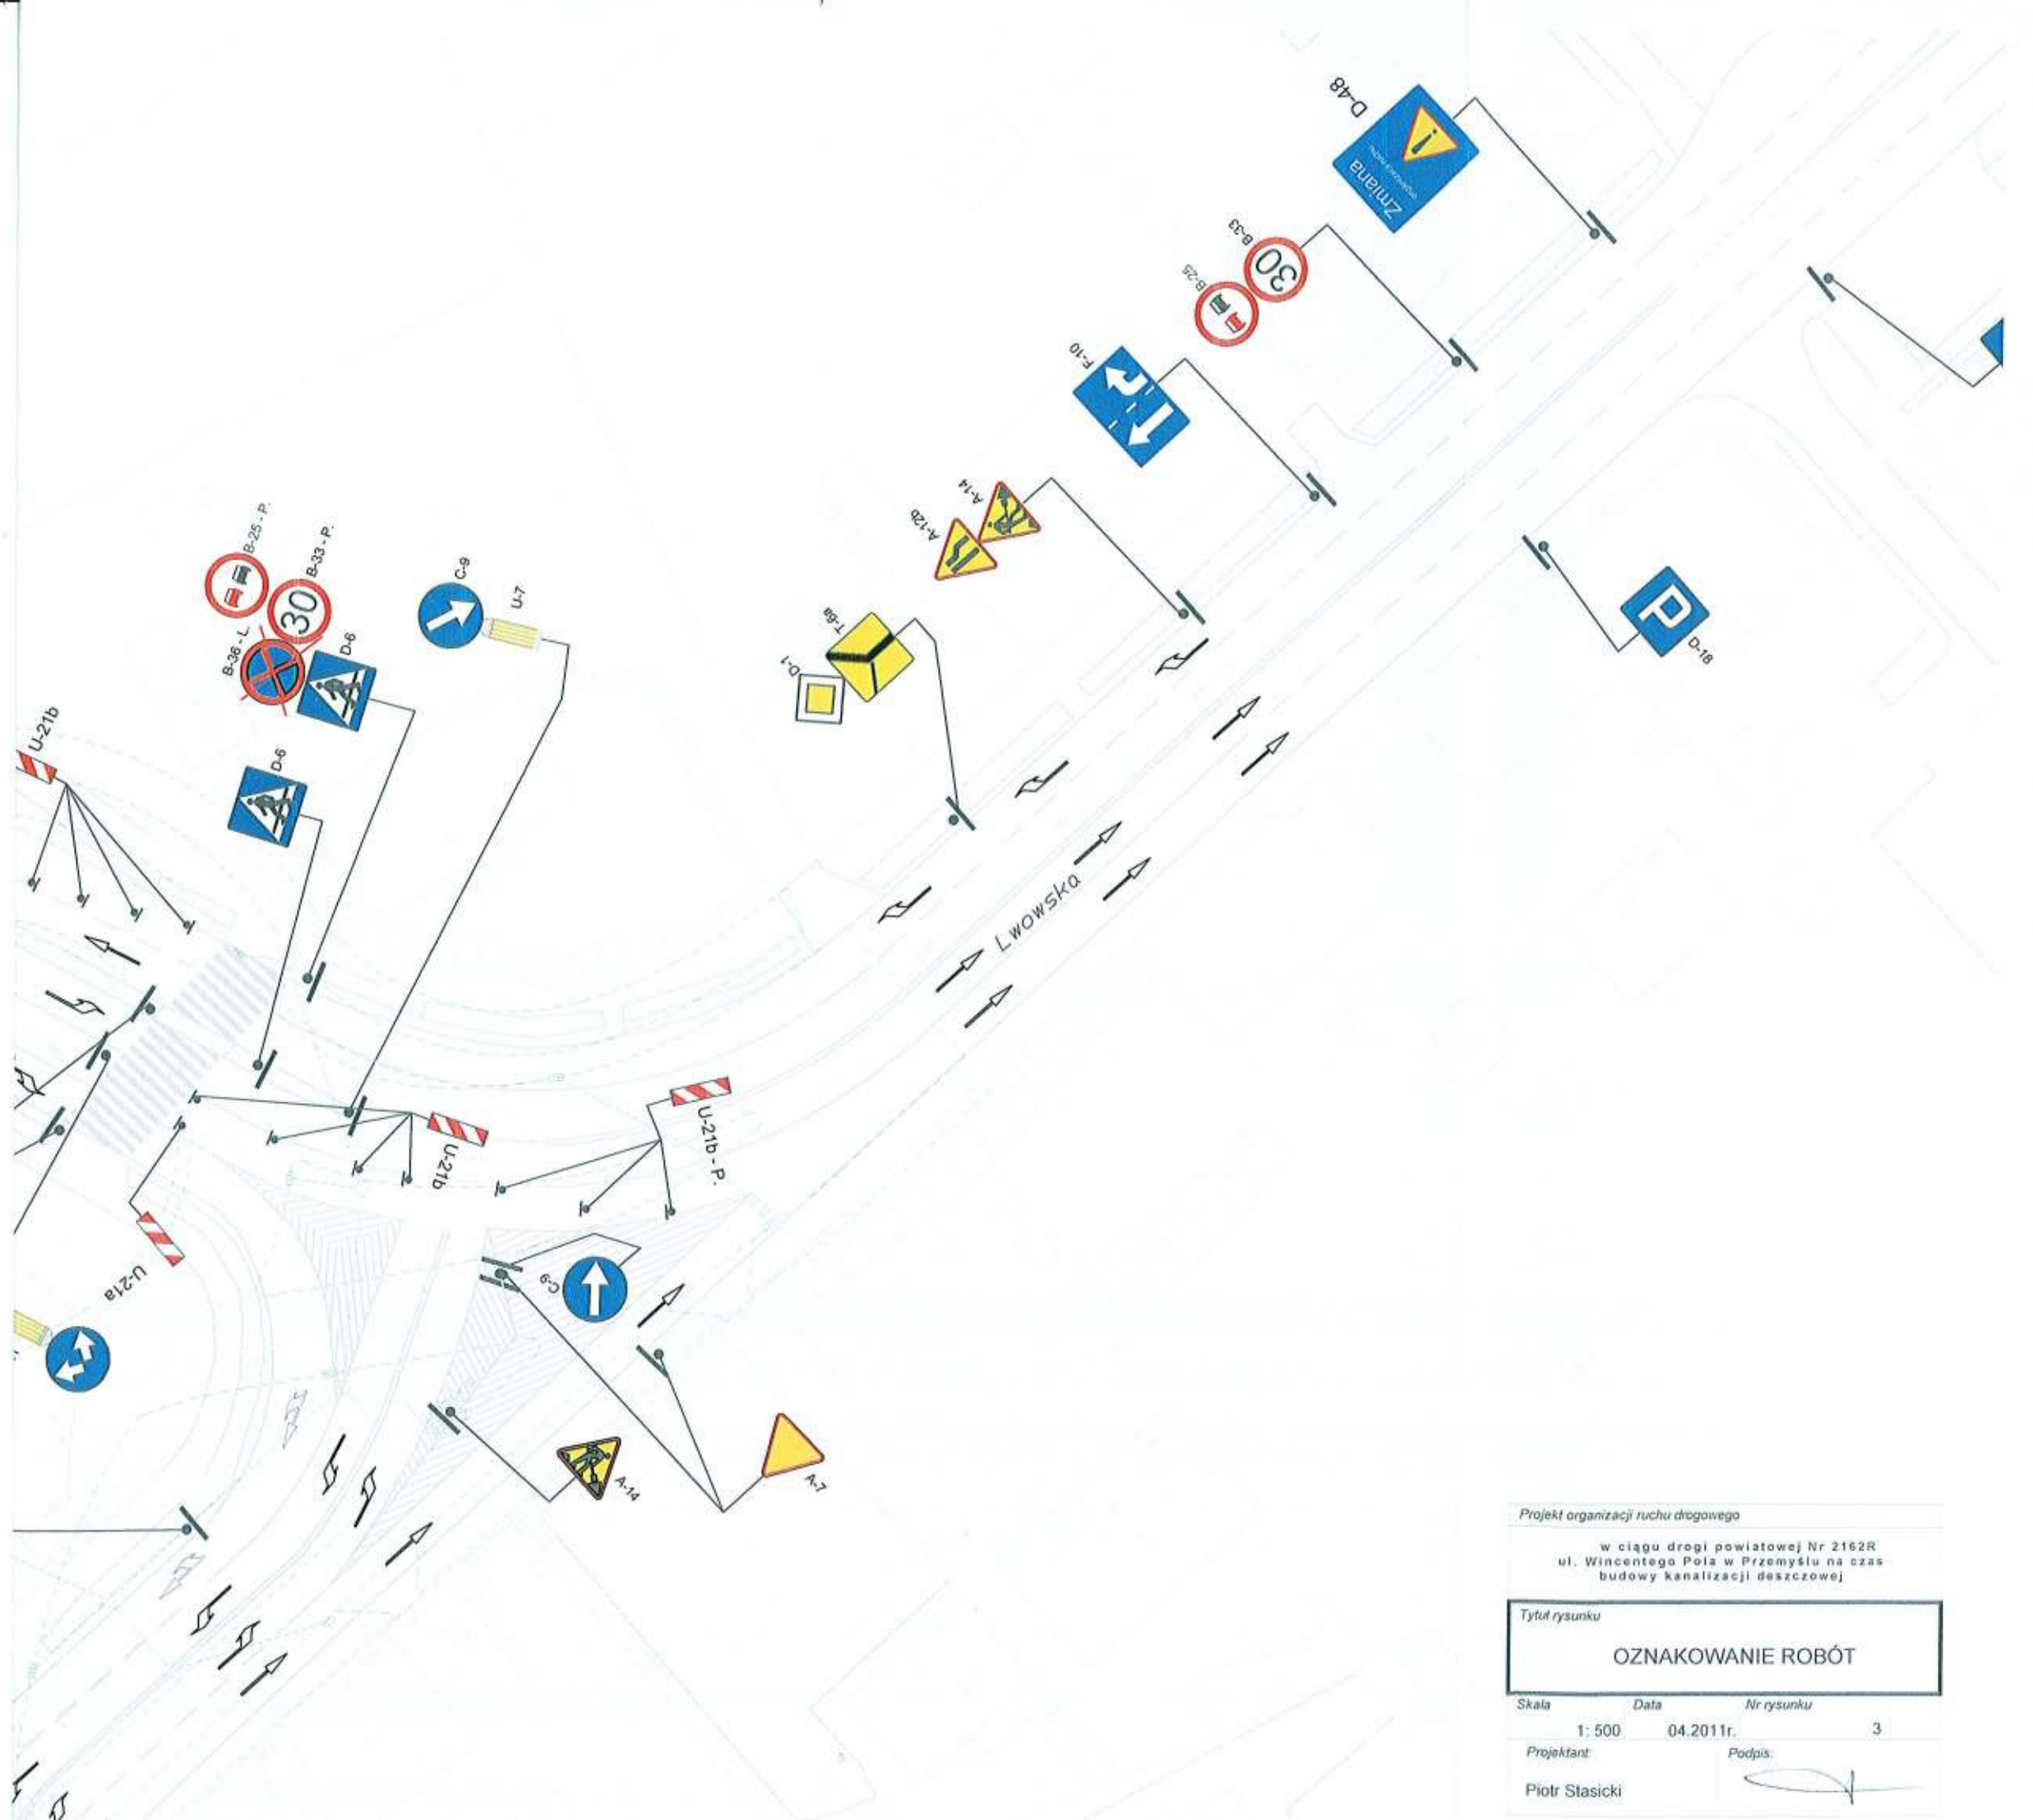 D-48
Zmiana
organizacji ruchu
B-33
30
B-25
F-10
A-14
A-12b
T-6a
D-1
B-25 - P.
B-33 - P.
30
B-36 - L.
D-6
C-9
U-7
U-21b
D-6
P
D-18
Lwowska
U-21b
U-21b - P.
U-21a
C-9
A-14
A-7
Projekt organizacji ruchu drogowego
w ciągu drogi powiatowej Nr 2162R
ul. Wincentego Pola w Przemyślu na czas
budowy kanalizacji deszczowej
Tytuł rysunku
OZNAKOWANIE ROBÓT
Skala Data Nr rysunku
1: 500 04.2011r. 3
Projektant: Podpis:
Piotr Stasicki